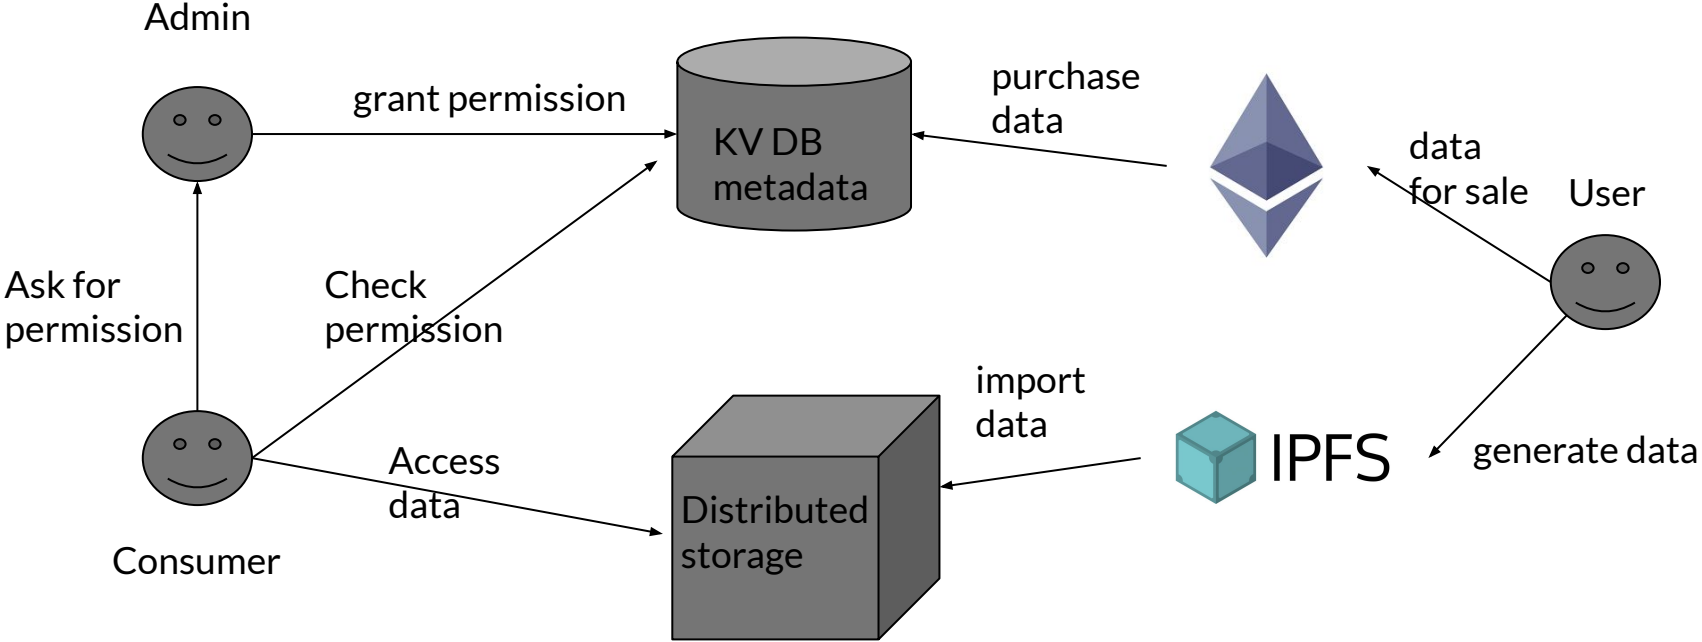 Admin
grant permission
purchase
data
KV DB
metadata
data
for sale
User
Ask for
permission
Check
permission
import
data
Access
data
IPFS
generate data
Distributed
storage
Consumer